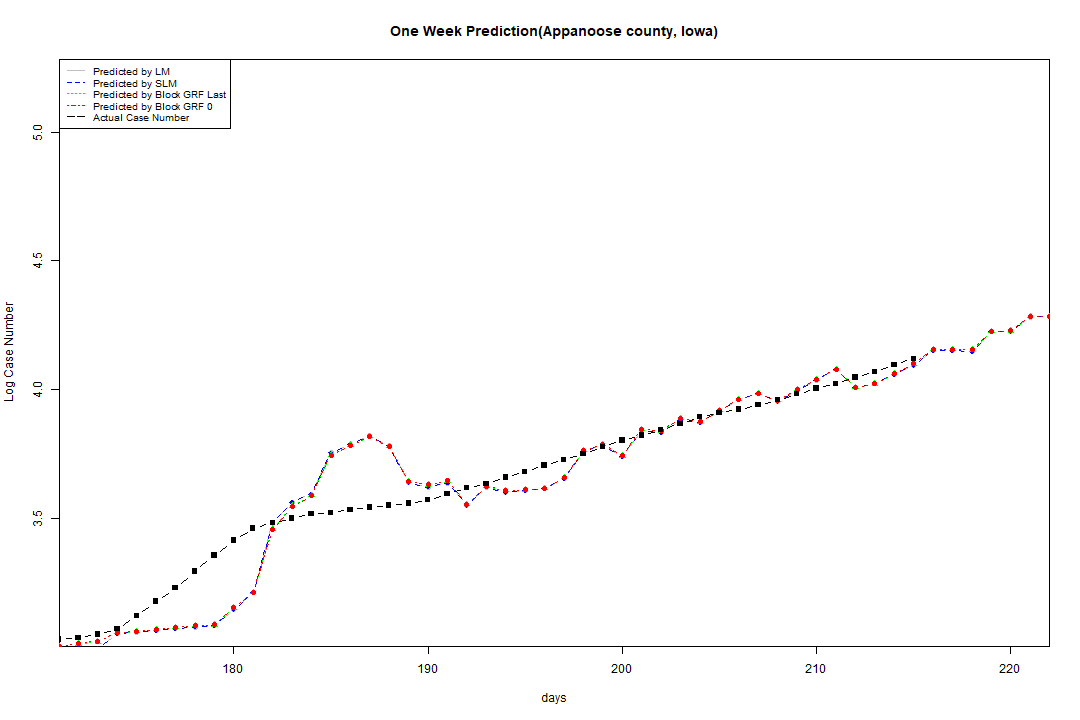 One Week Prediction(Appanoose county, Iowa)
Predicted by LM
Predicted by SLM
Predicted by Block GRF Last
Predicted by Block GRF 0
Actual Case Number
5.0
4.5
4.0
3.5
Log Case Number
180 190 200 210 220
days